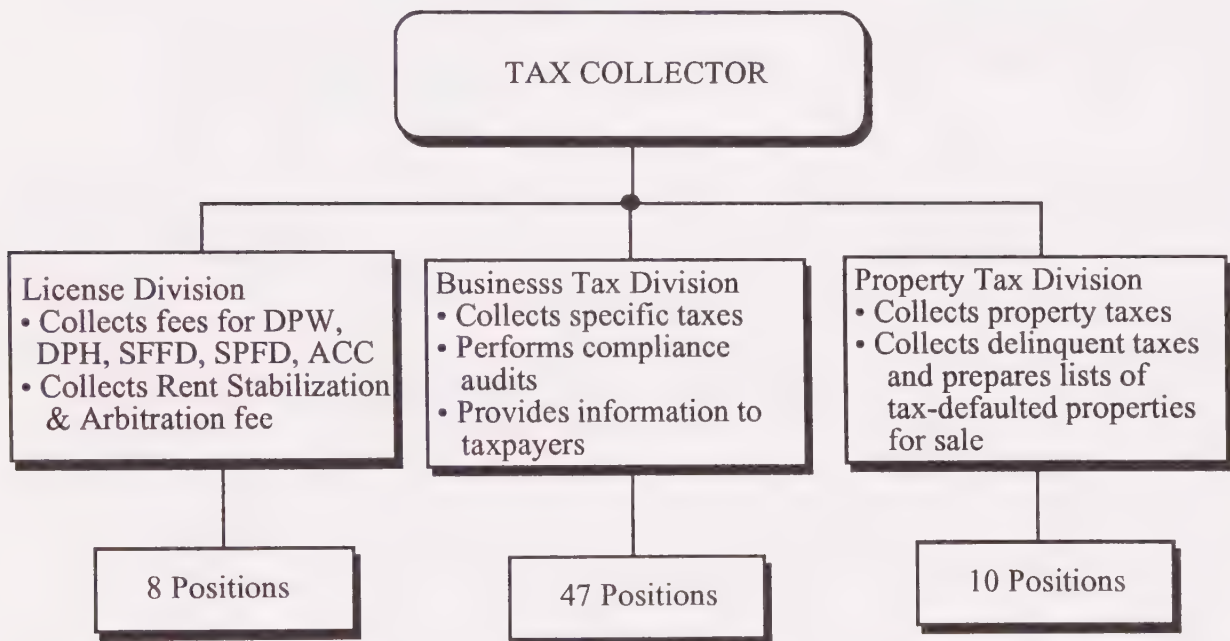 TAX COLLECTOR
License Division
• Collects fees for DPW,
DPH, SFFD, SPFD, ACC
• Collects Rent Stabilization
& Arbitration fee
Businesss Tax Division
• Collects specific taxes
• Performs compliance
audits
• Provides information to
taxpayers
Property Tax Division
• Collects property taxes
• Collects delinquent taxes
and prepares lists of
tax-defaulted properties
for sale
8 Positions
47 Positions
10 Positions